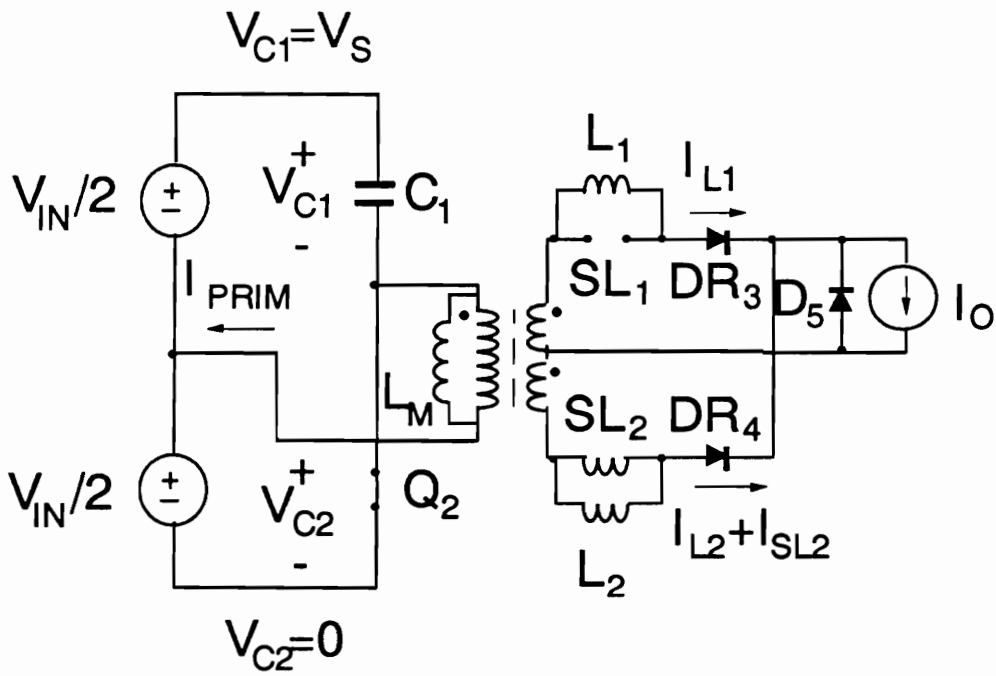 V_C1=V_S
L_1
I_L1
V_IN/2
+
-
+
V_C1
-
C_1
I_PRIM
SL_1
DR_3
D_5
I_O
L_M
SL_2
DR_4
V_IN/2
+
-
+
V_C2
-
Q_2
I_L2+I_SL2
L_2
V_C2=0